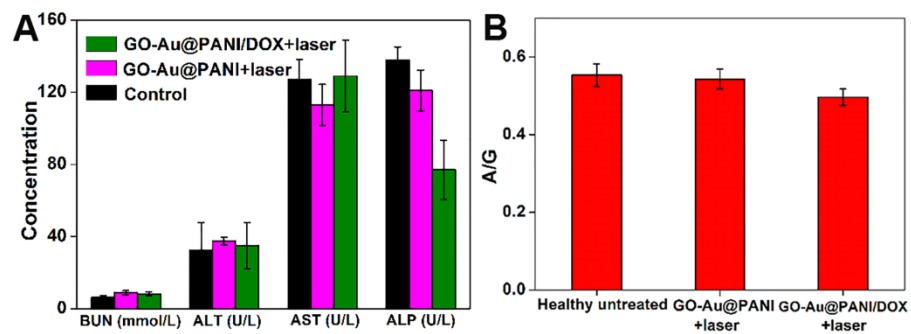 A
160
120
80
40
0
Concentration
GO-Au@PANI/DOX+laser
GO-Au@PANI+laser
Control
BUN (mmol/L) ALT (U/L) AST (U/L) ALP (U/L)
B
0.6
0.4
0.2
0.0
A/G
Healthy untreated GO-Au@PANI GO-Au@PANI/DOX
+laser +laser